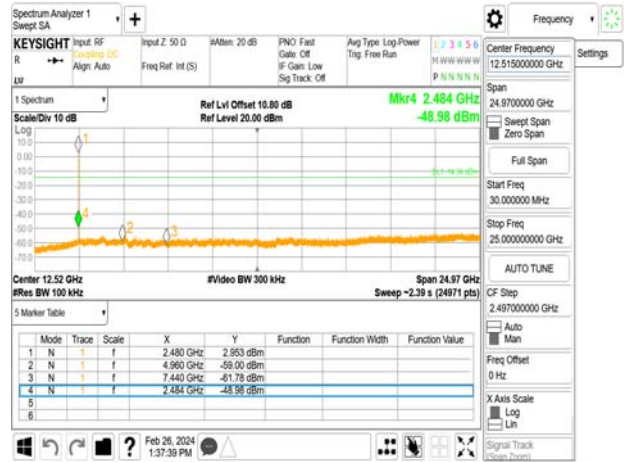 Spectrum Analyzer 1
Swept SA
+
Frequency
KEYSIGHT
R
Input: RF
Coupling: DC
Align: Auto
Input Z: 50 Ω
Freq Ref: Int (S)
#Atten: 20 dB
PNO: Fast
Gate: Off
IF Gain: Low
Sig Track: Off
Avg Type: Log-Power
Trig: Free Run
1 2 3 4 5 6
M W W W W W
P N N N N N
1 Spectrum
Scale/Div 10 dB
Ref Lvl Offset 10.80 dB
Ref Level 20.00 dBm
Mkr4 2.484 GHz
-48.98 dBm
Log
10.0
0.00
-10.0
-20.0
-30.0
-40.0
-50.0
-60.0
-70.0
1
4
2
3
Center 12.52 GHz
#Res BW 100 kHz
#Video BW 300 kHz
Span 24.97 GHz
Sweep ~2.39 s (24971 pts)
5 Marker Table
Mode Trace Scale X Y Function Function Width Function Value
1 N 1 f 2.480 GHz 2.953 dBm
2 N 1 f 4.960 GHz -59.00 dBm
3 N 1 f 7.440 GHz -61.78 dBm
4 N 1 f 2.484 GHz -48.98 dBm
5
6
?
Feb 26, 2024
1:37:39 PM
Settings
Center Frequency
12.515000000 GHz
Span
24.9700000 GHz
Swept Span
Zero Span
Full Span
Start Freq
30.000000 MHz
Stop Freq
25.000000000 GHz
AUTO TUNE
CF Step
2.497000000 GHz
Auto
Man
Freq Offset
0 Hz
X Axis Scale
Log
Lin
Signal Track
(Span Zoom)